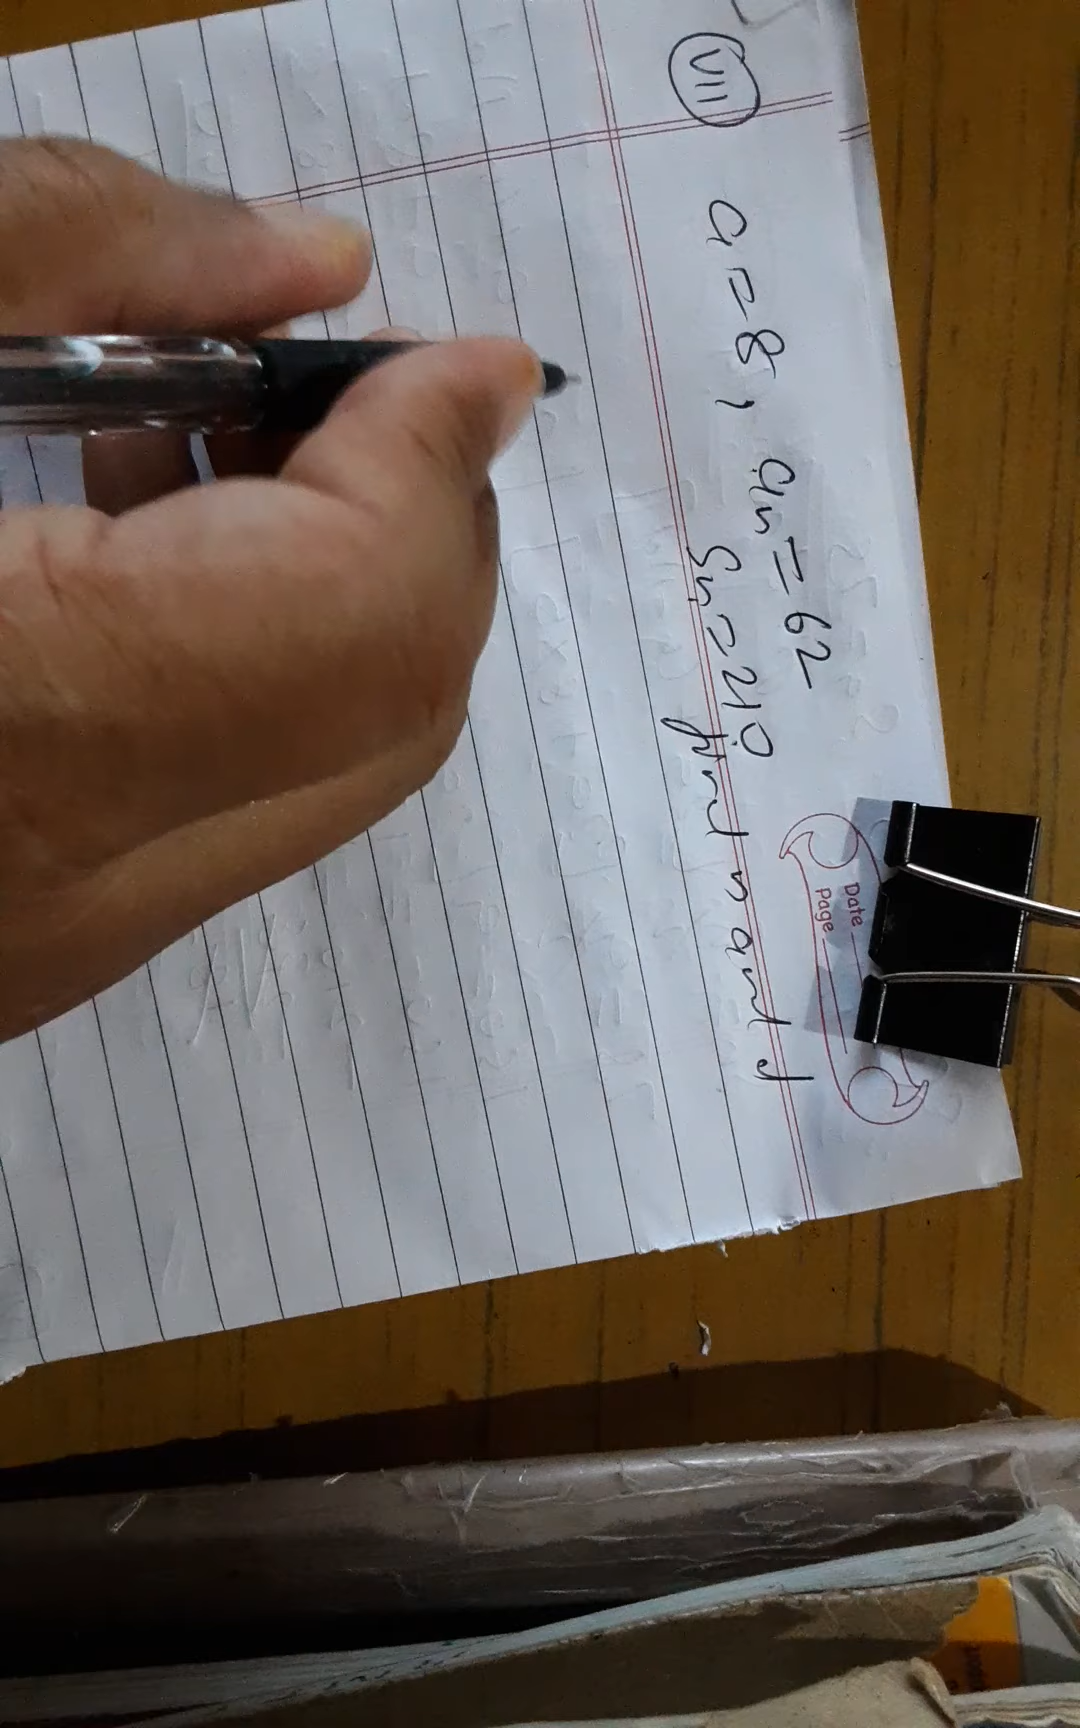 VII a = 8, an = 62
Sn = 210
find n and d
Date
Page